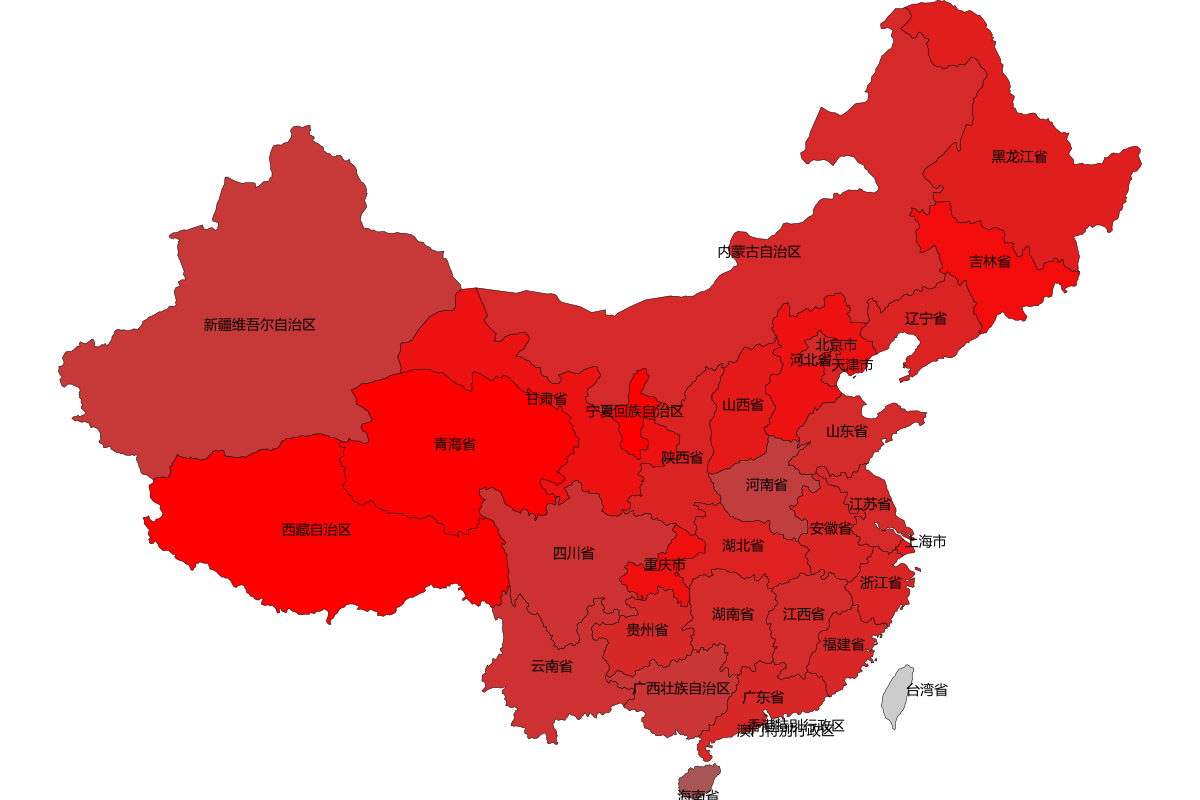 黑龙江省
内蒙古自治区
吉林省
辽宁省
新疆维吾尔自治区
北京市
河北省
天津市
甘肃省
宁夏回族自治区
山西省
山东省
青海省
陕西省
河南省
江苏省
西藏自治区
安徽省
上海市
湖北省
四川省
重庆市
浙江省
湖南省
江西省
贵州省
福建省
云南省
广西壮族自治区
台湾省
广东省
香港特别行政区
澳门特别行政区
海南省